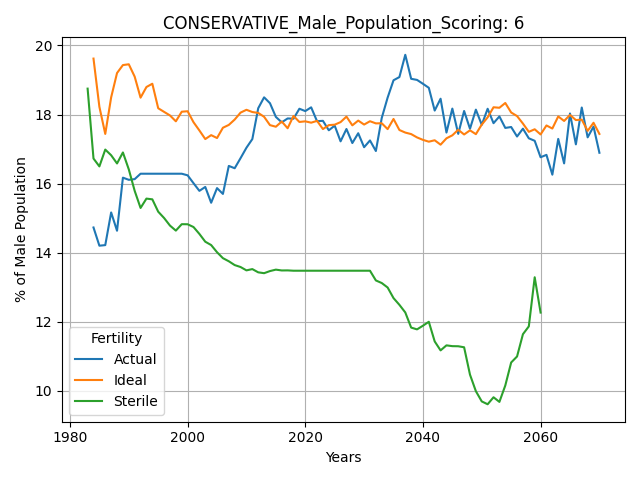 CONSERVATIVE_Male_Population_Scoring: 6
20
18
16
14
12
10
% of Male Population
Fertility
Actual
Ideal
Sterile
1980
2000
2020
2040
2060
Years